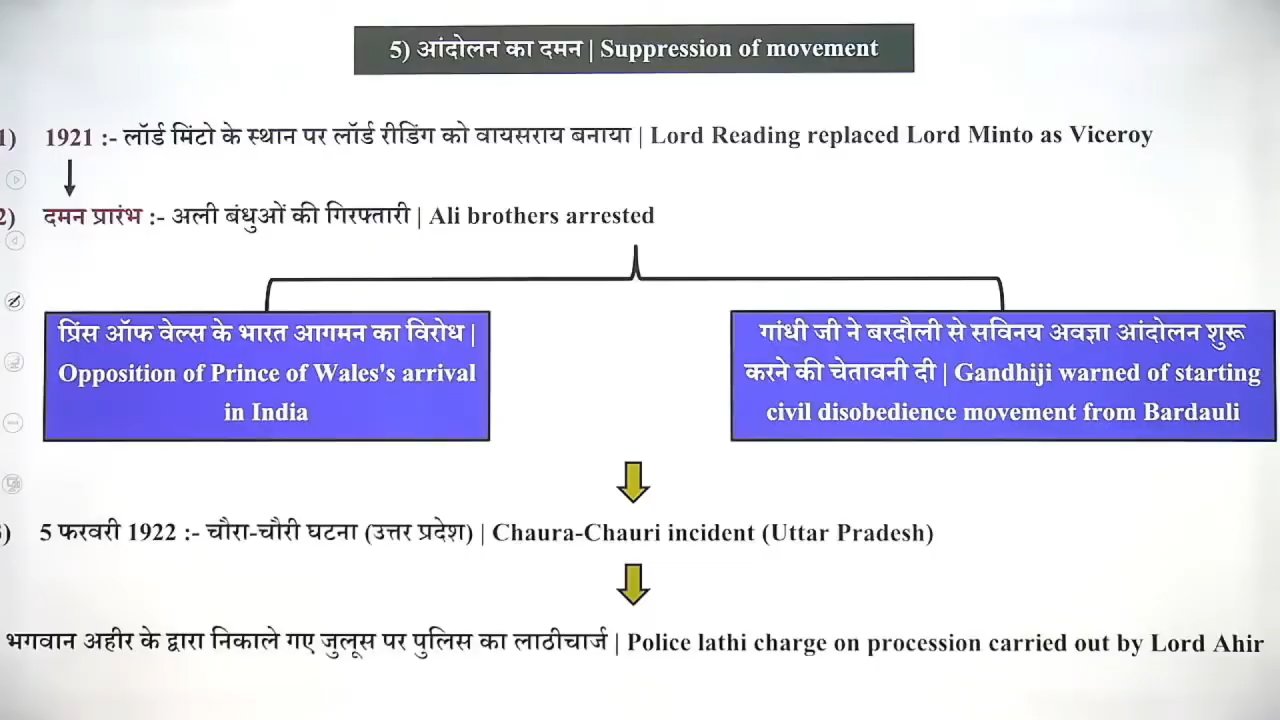 5) आंदोलन का दमन | Suppression of movement
1) 1921 :- लॉर्ड मिंटो के स्थान पर लॉर्ड रीडिंग को वायसराय बनाया | Lord Reading replaced Lord Minto as Viceroy
2) दमन प्रारंभ :- अली बंधुओं की गिरफ्तारी | Ali brothers arrested
प्रिंस ऑफ वेल्स के भारत आगमन का विरोध |
Opposition of Prince of Wales's arrival
in India
गांधी जी ने बरदौली से सविनय अवज्ञा आंदोलन शुरू
करने की चेतावनी दी | Gandhiji warned of starting
civil disobedience movement from Bardauli
5 फरवरी 1922 :- चौरा-चौरी घटना (उत्तर प्रदेश) | Chaura-Chauri incident (Uttar Pradesh)
भगवान अहीर के द्वारा निकाले गए जुलूस पर पुलिस का लाठीचार्ज | Police lathi charge on procession carried out by Lord Ahir